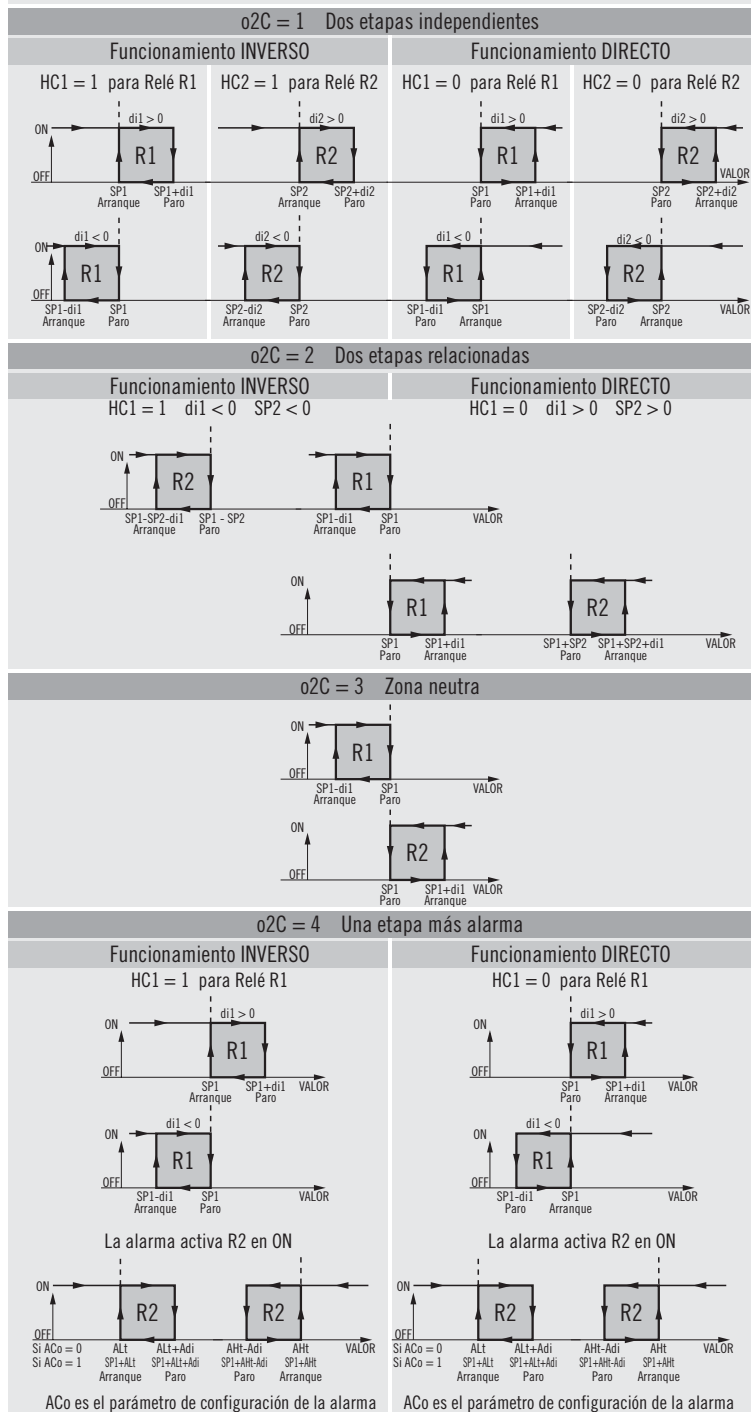 o2C = 1 Dos etapas independientes
Funcionamiento INVERSO
Funcionamiento DIRECTO
HC1 = 1 para Relé R1
HC2 = 1 para Relé R2
HC1 = 0 para Relé R1
HC2 = 0 para Relé R2
di1 > 0
di2 > 0
di1 > 0
di2 > 0
ON
R1
R2
R1
R2
OFF
VALOR
SP1 SP1+di1
Arranque Paro
SP2 SP2+di2
Arranque Paro
SP1 SP1+di1
Paro Arranque
SP2 SP2+di2
Paro Arranque
di1 < 0
di2 < 0
di1 < 0
di2 < 0
ON
R1
R2
R1
R2
OFF
SP1-di1 SP1
Arranque Paro
SP2-di2 SP2
Arranque Paro
SP1-di1 SP1
Paro Arranque
SP2-di2 SP2
Paro Arranque
VALOR
o2C = 2 Dos etapas relacionadas
Funcionamiento INVERSO
Funcionamiento DIRECTO
HC1 = 1 di1 < 0 SP2 < 0
HC1 = 0 di1 > 0 SP2 > 0
ON
R2
R1
OFF
SP1-SP2-di1 SP1 - SP2
Arranque Paro
SP1-di1 SP1
Arranque Paro
VALOR
ON
R1
R2
OFF
SP1 SP1+di1
Paro Arranque
SP1+SP2 SP1+SP2+di1
Paro Arranque
VALOR
o2C = 3 Zona neutra
ON
R1
OFF
SP1-di1 SP1
Arranque Paro
VALOR
ON
R2
OFF
SP1 SP1+di1
Paro Arranque
VALOR
o2C = 4 Una etapa más alarma
Funcionamiento INVERSO
Funcionamiento DIRECTO
HC1 = 1 para Relé R1
HC1 = 0 para Relé R1
di1 > 0
ON
R1
OFF
SP1 SP1+di1
Arranque Paro
VALOR
di1 > 0
ON
R1
OFF
SP1 SP1+di1
Paro Arranque
VALOR
di1 < 0
ON
R1
OFF
SP1-di1 SP1
Arranque Paro
VALOR
di1 < 0
ON
R1
OFF
SP1-di1 SP1
Paro Arranque
VALOR
La alarma activa R2 en ON
La alarma activa R2 en ON
ON
R2
R2
OFF
Si ACo = 0 ALt ALt+Adi AHt-Adi AHt VALOR
Si ACo = 1 SP1+ALt SP1+ALt+Adi SP1+AHt-Adi SP1+AHt
Arranque Paro Paro Arranque
ON
R2
R2
OFF
Si ACo = 0 ALt ALt+Adi AHt-Adi AHt VALOR
Si ACo = 1 SP1+ALt SP1+ALt+Adi SP1+AHt-Adi SP1+AHt
Arranque Paro Paro Arranque
ACo es el parámetro de configuración de la alarma
ACo es el parámetro de configuración de la alarma